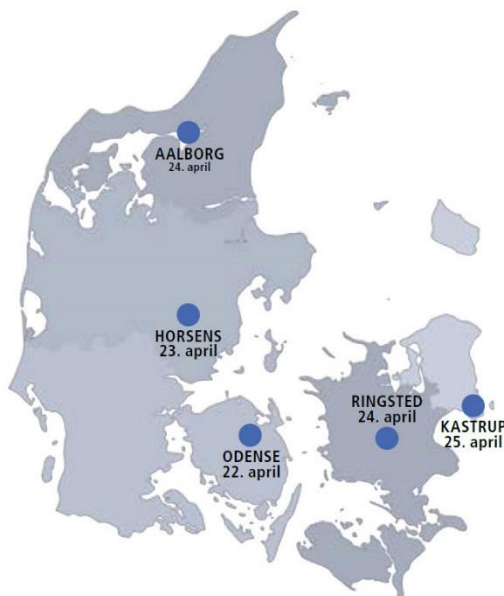 AALBORG
24. april
HORSENS
23. april
RINGSTED
24. april
KASTRUP
25. april
ODENSE
22. april